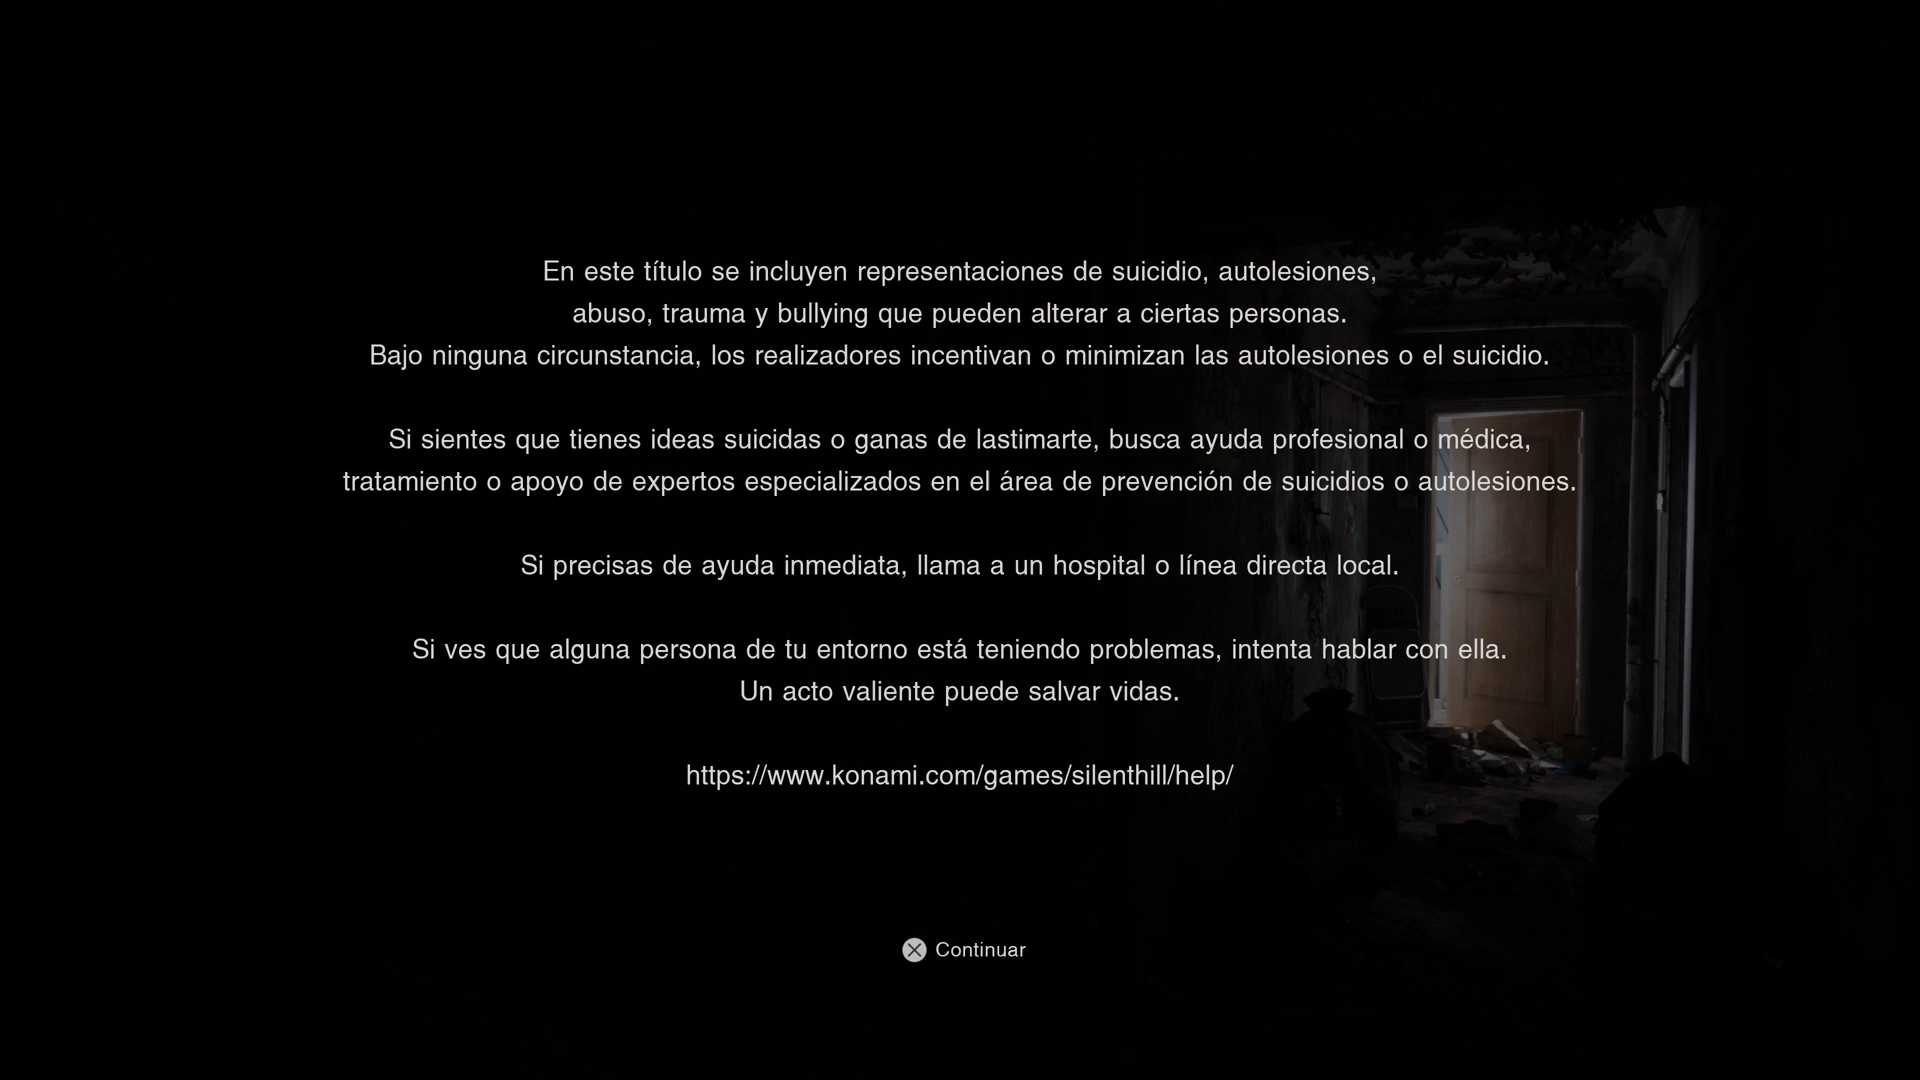 En este título se incluyen representaciones de suicidio, autolesiones,
abuso, trauma y bullying que pueden alterar a ciertas personas.
Bajo ninguna circunstancia, los realizadores incentivan o minimizan las autolesiones o el suicidio.
Si sientes que tienes ideas suicidas o ganas de lastimarte, busca ayuda profesional o médica,
tratamiento o apoyo de expertos especializados en el área de prevención de suicidios o autolesiones.
Si precisas de ayuda inmediata, llama a un hospital o línea directa local.
Si ves que alguna persona de tu entorno está teniendo problemas, intenta hablar con ella.
Un acto valiente puede salvar vidas.
https://www.konami.com/games/silenthill/help/
Continuar